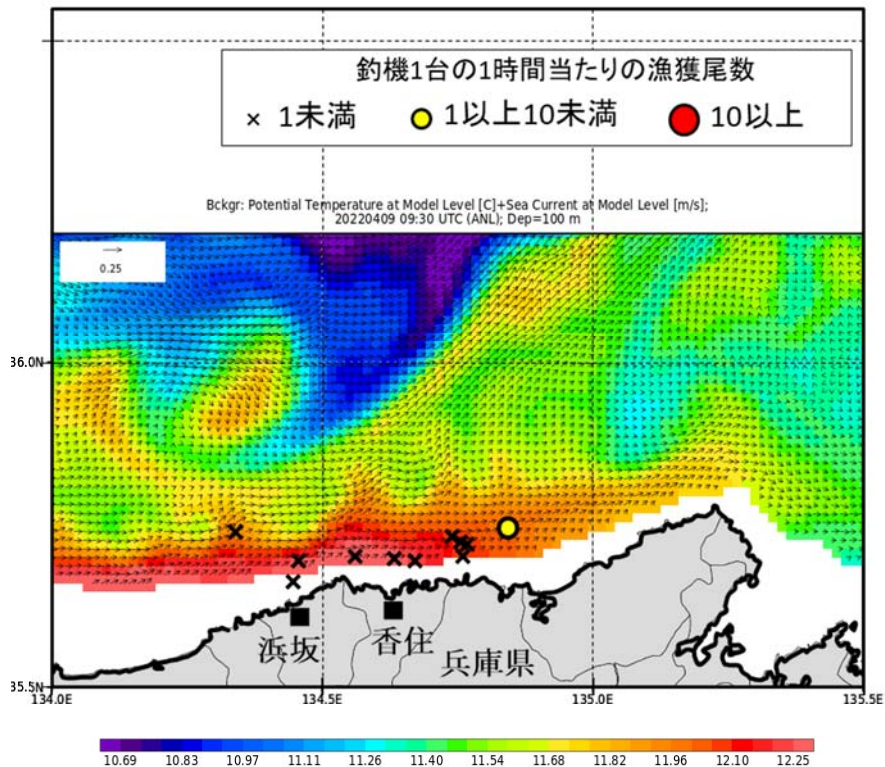 釣機1台の1時間当たりの漁獲尾数
× 1未満 1以上10未満 10以上
Bckgr: Potential Temperature at Model Level [C]+Sea Current at Model Level [m/s];
20220409 09:30 UTC (ANL); Dep=100 m
0.25
36.0N
浜坂 香住 兵庫県
35.5N
134.0E 134.5E 135.0E 135.5E
10.69 10.83 10.97 11.11 11.26 11.40 11.54 11.68 11.82 11.96 12.10 12.25